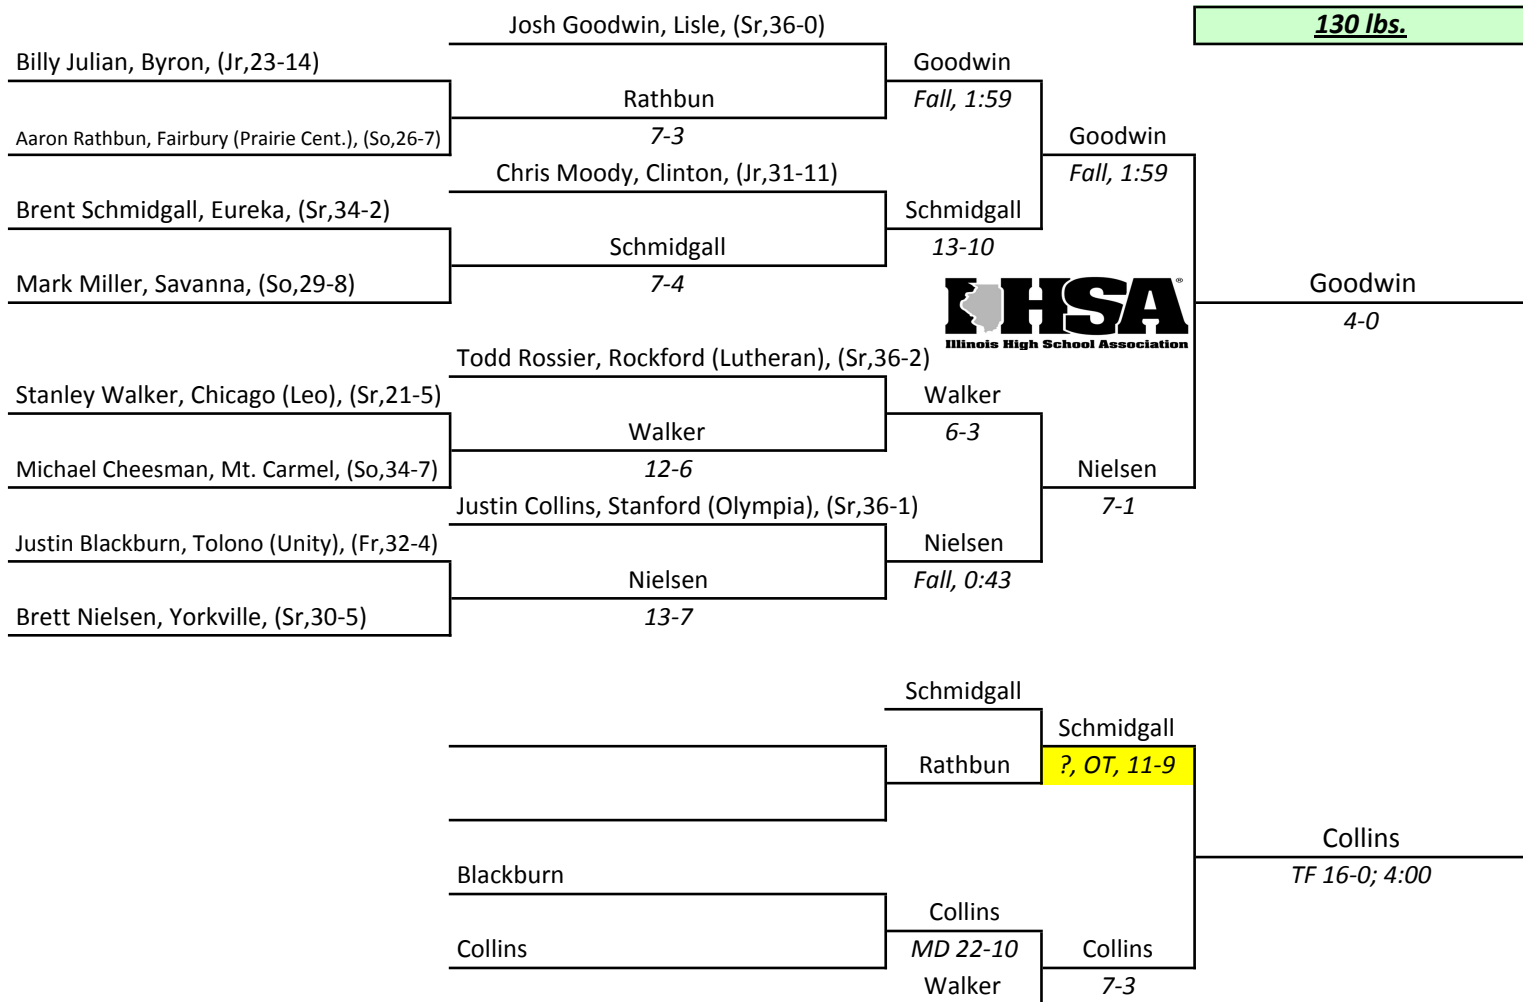 Josh Goodwin, Lisle, (Sr,36-0)
130 lbs.
Billy Julian, Byron, (Jr,23-14)
Goodwin
Rathbun
Fall, 1:59
Aaron Rathbun, Fairbury (Prairie Cent.), (So,26-7)
7-3
Goodwin
Chris Moody, Clinton, (Jr,31-11)
Fall, 1:59
Brent Schmidgall, Eureka, (Sr,34-2)
Schmidgall
Schmidgall
13-10
Mark Miller, Savanna, (So,29-8)
7-4
IHSA®
Illinois High School Association
Goodwin
4-0
Todd Rossier, Rockford (Lutheran), (Sr,36-2)
Stanley Walker, Chicago (Leo), (Sr,21-5)
Walker
Walker
6-3
Michael Cheesman, Mt. Carmel, (So,34-7)
12-6
Nielsen
Justin Collins, Stanford (Olympia), (Sr,36-1)
7-1
Justin Blackburn, Tolono (Unity), (Fr,32-4)
Nielsen
Nielsen
Fall, 0:43
Brett Nielsen, Yorkville, (Sr,30-5)
13-7
Schmidgall
Schmidgall
Rathbun
?, OT, 11-9
Collins
Blackburn
TF 16-0; 4:00
Collins
Collins
MD 22-10
Collins
Walker
7-3